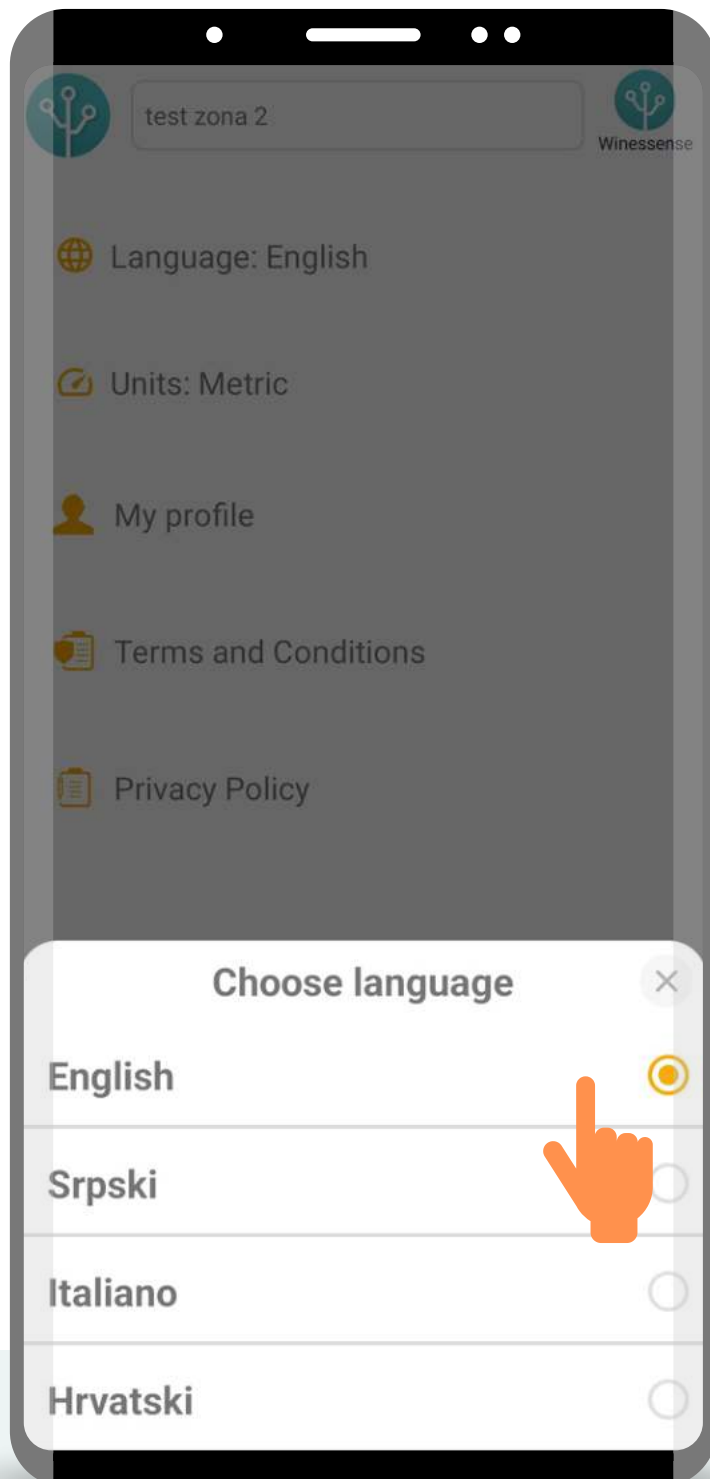 test zona 2
Winessense
Language: English
Units: Metric
My profile
Terms and Conditions
Privacy Policy
Choose language
English
Srpski
Italiano
Hrvatski